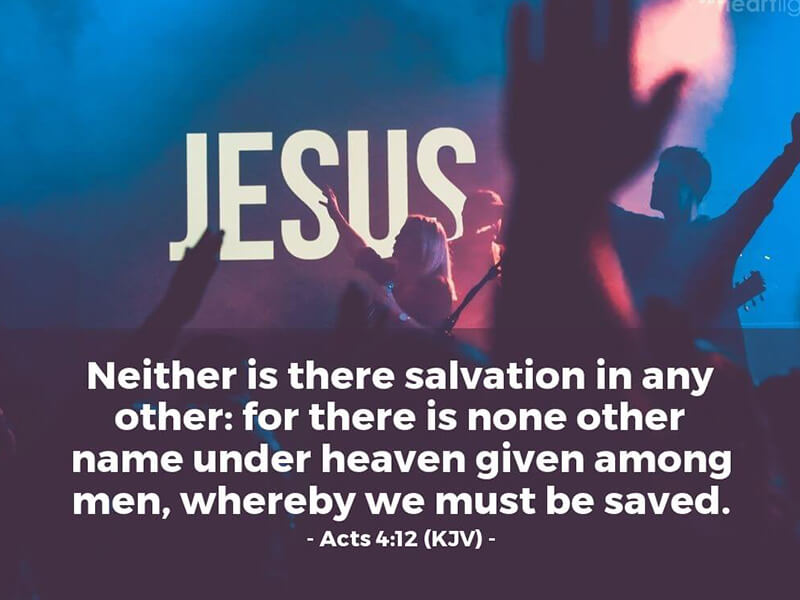 JESUS
Neither is there salvation in any
other: for there is none other
name under heaven given among
men, whereby we must be saved.
- Acts 4:12 (KJV) -